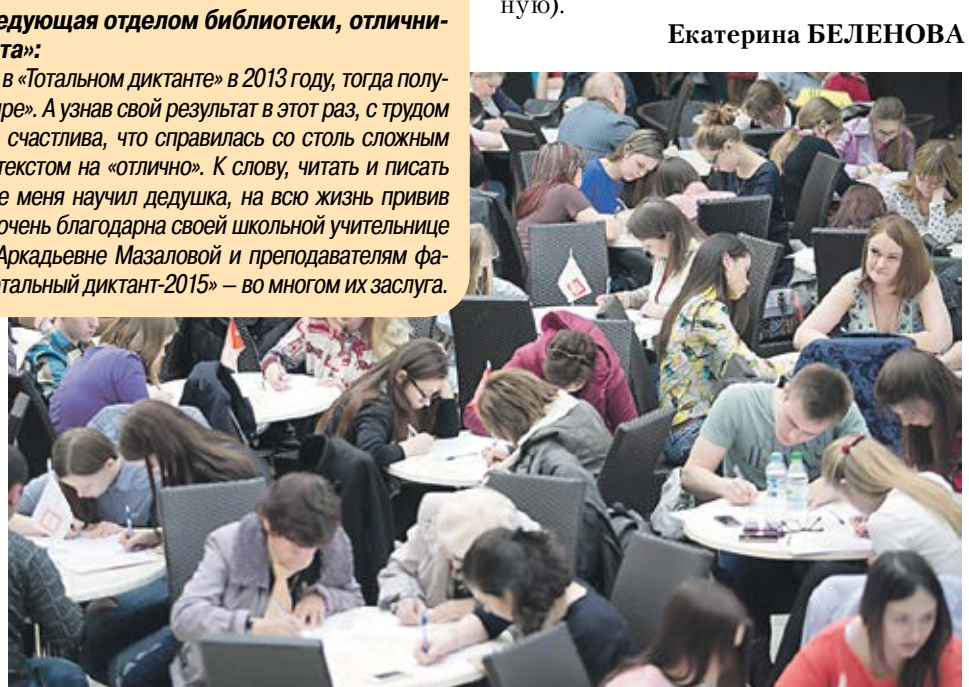 едующая отделом библиотеки, отлични-
та»:
в «Тотальном диктанте» в 2013 году, тогда полу-
ре». А узнав свой результат в этот раз, с трудом
счастлива, что справилась со столь сложным
текстом на «отлично». К слову, читать и писать
е меня научил дедушка, на всю жизнь привив
очень благодарна своей школьной учительнице
Аркадьевне Мазаловой и преподавателям фа-
тальный диктант-2015» – во многом их заслуга.
ную).
Екатерина БЕЛЕНОВА